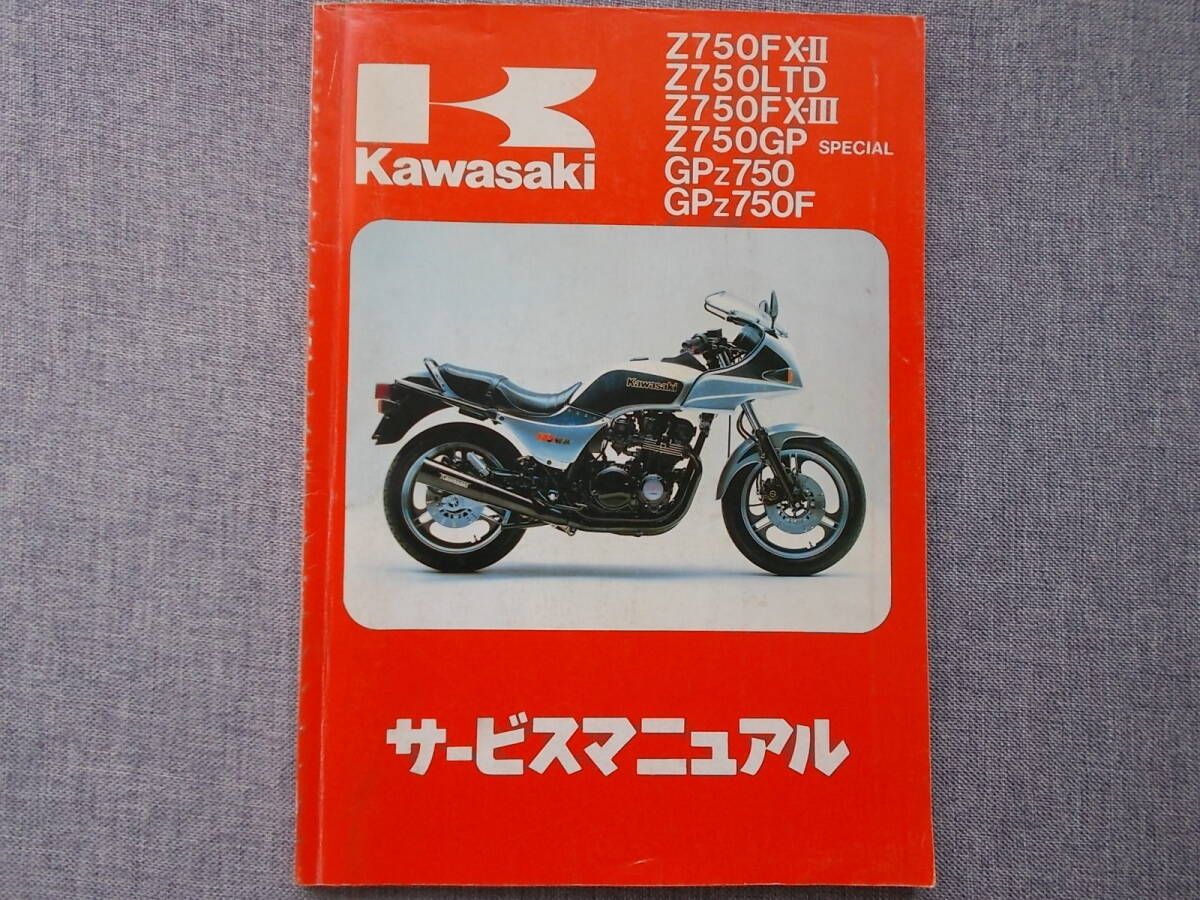 Kawasaki
Z750FX-II
Z750LTD
Z750FX-III
Z750GP SPECIAL
GPz750
GPz750F
Kawasaki
サービスマニュアル